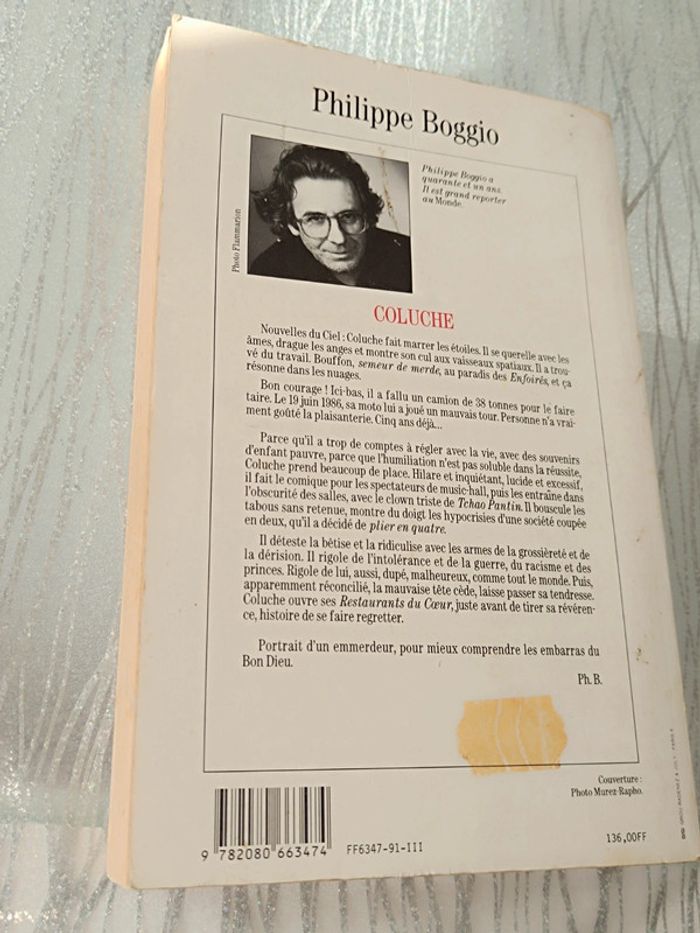 Philippe Boggio
Philippe Boggio a
quarante et un ans.
Il est grand reporter
au Monde.
Photo Flammarion
COLUCHE
Nouvelles du Ciel : Coluche fait marrer les étoiles. Il se querelle avec les
âmes, drague les anges et montre son cul aux vaisseaux spatiaux. Il a trou-
vé du travail. Bouffon, semeur de merde, au paradis des Enfoirés, et ça
résonne dans les nuages.
Bon courage ! Ici-bas, il a fallu un camion de 38 tonnes pour le faire
taire. Le 19 juin 1986, sa moto lui a joué un mauvais tour. Personne n'a vrai-
ment goûté la plaisanterie. Cinq ans déjà...
Parce qu'il a trop de comptes à régler avec la vie, avec des souvenirs
d'enfant pauvre, parce que l'humiliation n'est pas soluble dans la réussite,
Coluche prend beaucoup de place. Hilare et inquiétant, lucide et excessif,
il fait le comique pour les spectateurs de music-hall, puis les entraîne dans
l'obscurité des salles, avec le clown triste de Tchao Pantin. Il bouscule les
tabous sans retenue, montre du doigt les hypocrisies d'une société coupée
en deux, qu'il a décidé de plier en quatre.
Il déteste la bêtise et la ridiculise avec les armes de la grossièreté et de
la dérision. Il rigole de l'intolérance et de la guerre, du racisme et des
princes. Rigole de lui, aussi, dupé, malheureux, comme tout le monde. Puis,
apparemment réconcilié, la mauvaise tête cède, laisse passer sa tendresse.
Coluche ouvre ses Restaurants du Cœur, juste avant de tirer sa révéren-
ce, histoire de se faire regretter.
Portrait d'un emmerdeur, pour mieux comprendre les embarras du
Bon Dieu.
Ph. B.
Couverture :
Photo Murez-Rapho.
9 782080 663474
FF6347-91-III
136,00FF